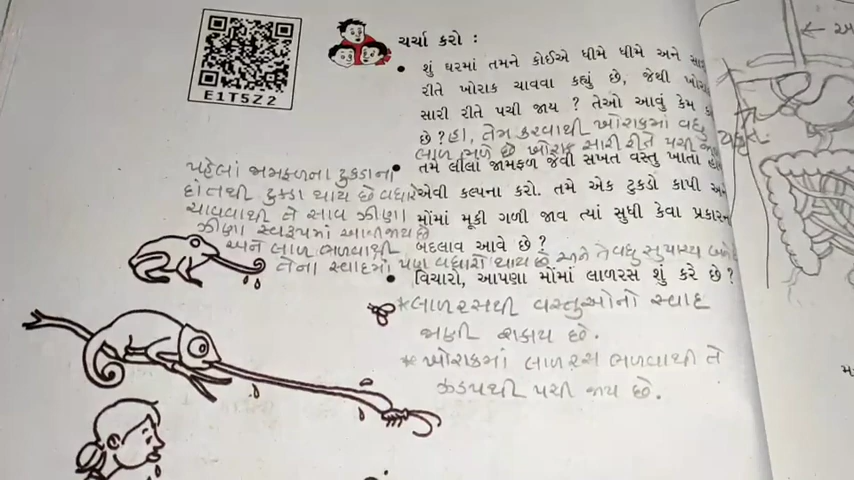 E1T5Z2
ચર્ચા કરો :
શું ઘરમાં તમને કોઈએ ધીમે ધીમે અને
રીતે ખોરાક ચાવવા કહ્યું છે, જેથી
સારી રીતે પચી જાય ? તેઓ આવું કેમ
છે ? હા, તેમ કરવાથી ખોરાકમાં વધુ
લાળ ભળે છે ખોરાક સારી રીતે પચી
તમે લીલા જામફળ જેવી સખત વસ્તુ ખાતા
એવી કલ્પના કરો. તમે એક ટુકડો કાપી
મોંમાં મૂકી ગળી જાવ ત્યાં સુધી કેવા
બદલાવ આવે છે ?
પહેલાં જામફળના ટુકડાના
દાંતથી ટુકડા થાય છે વધારે
ચાવવાથી તે સાવ ઝીણા
ઝીણા સ્વરૂપમાં આવી જાય છે
અને લાળ ભળવાથી
તેના સ્વાદમાં પણ વધારો થાય છે અને તે વધુ સુપાચ્ય બને
વિચારો, આપણા મોંમાં લાળરસ શું કરે છે ?
* લાળરસથી વસ્તુઓનો સ્વાદ
જાણી શકાય છે.
* ખોરાકમાં લાળરસ ભળવાથી તે
ઝડપથી પચી જાય છે.